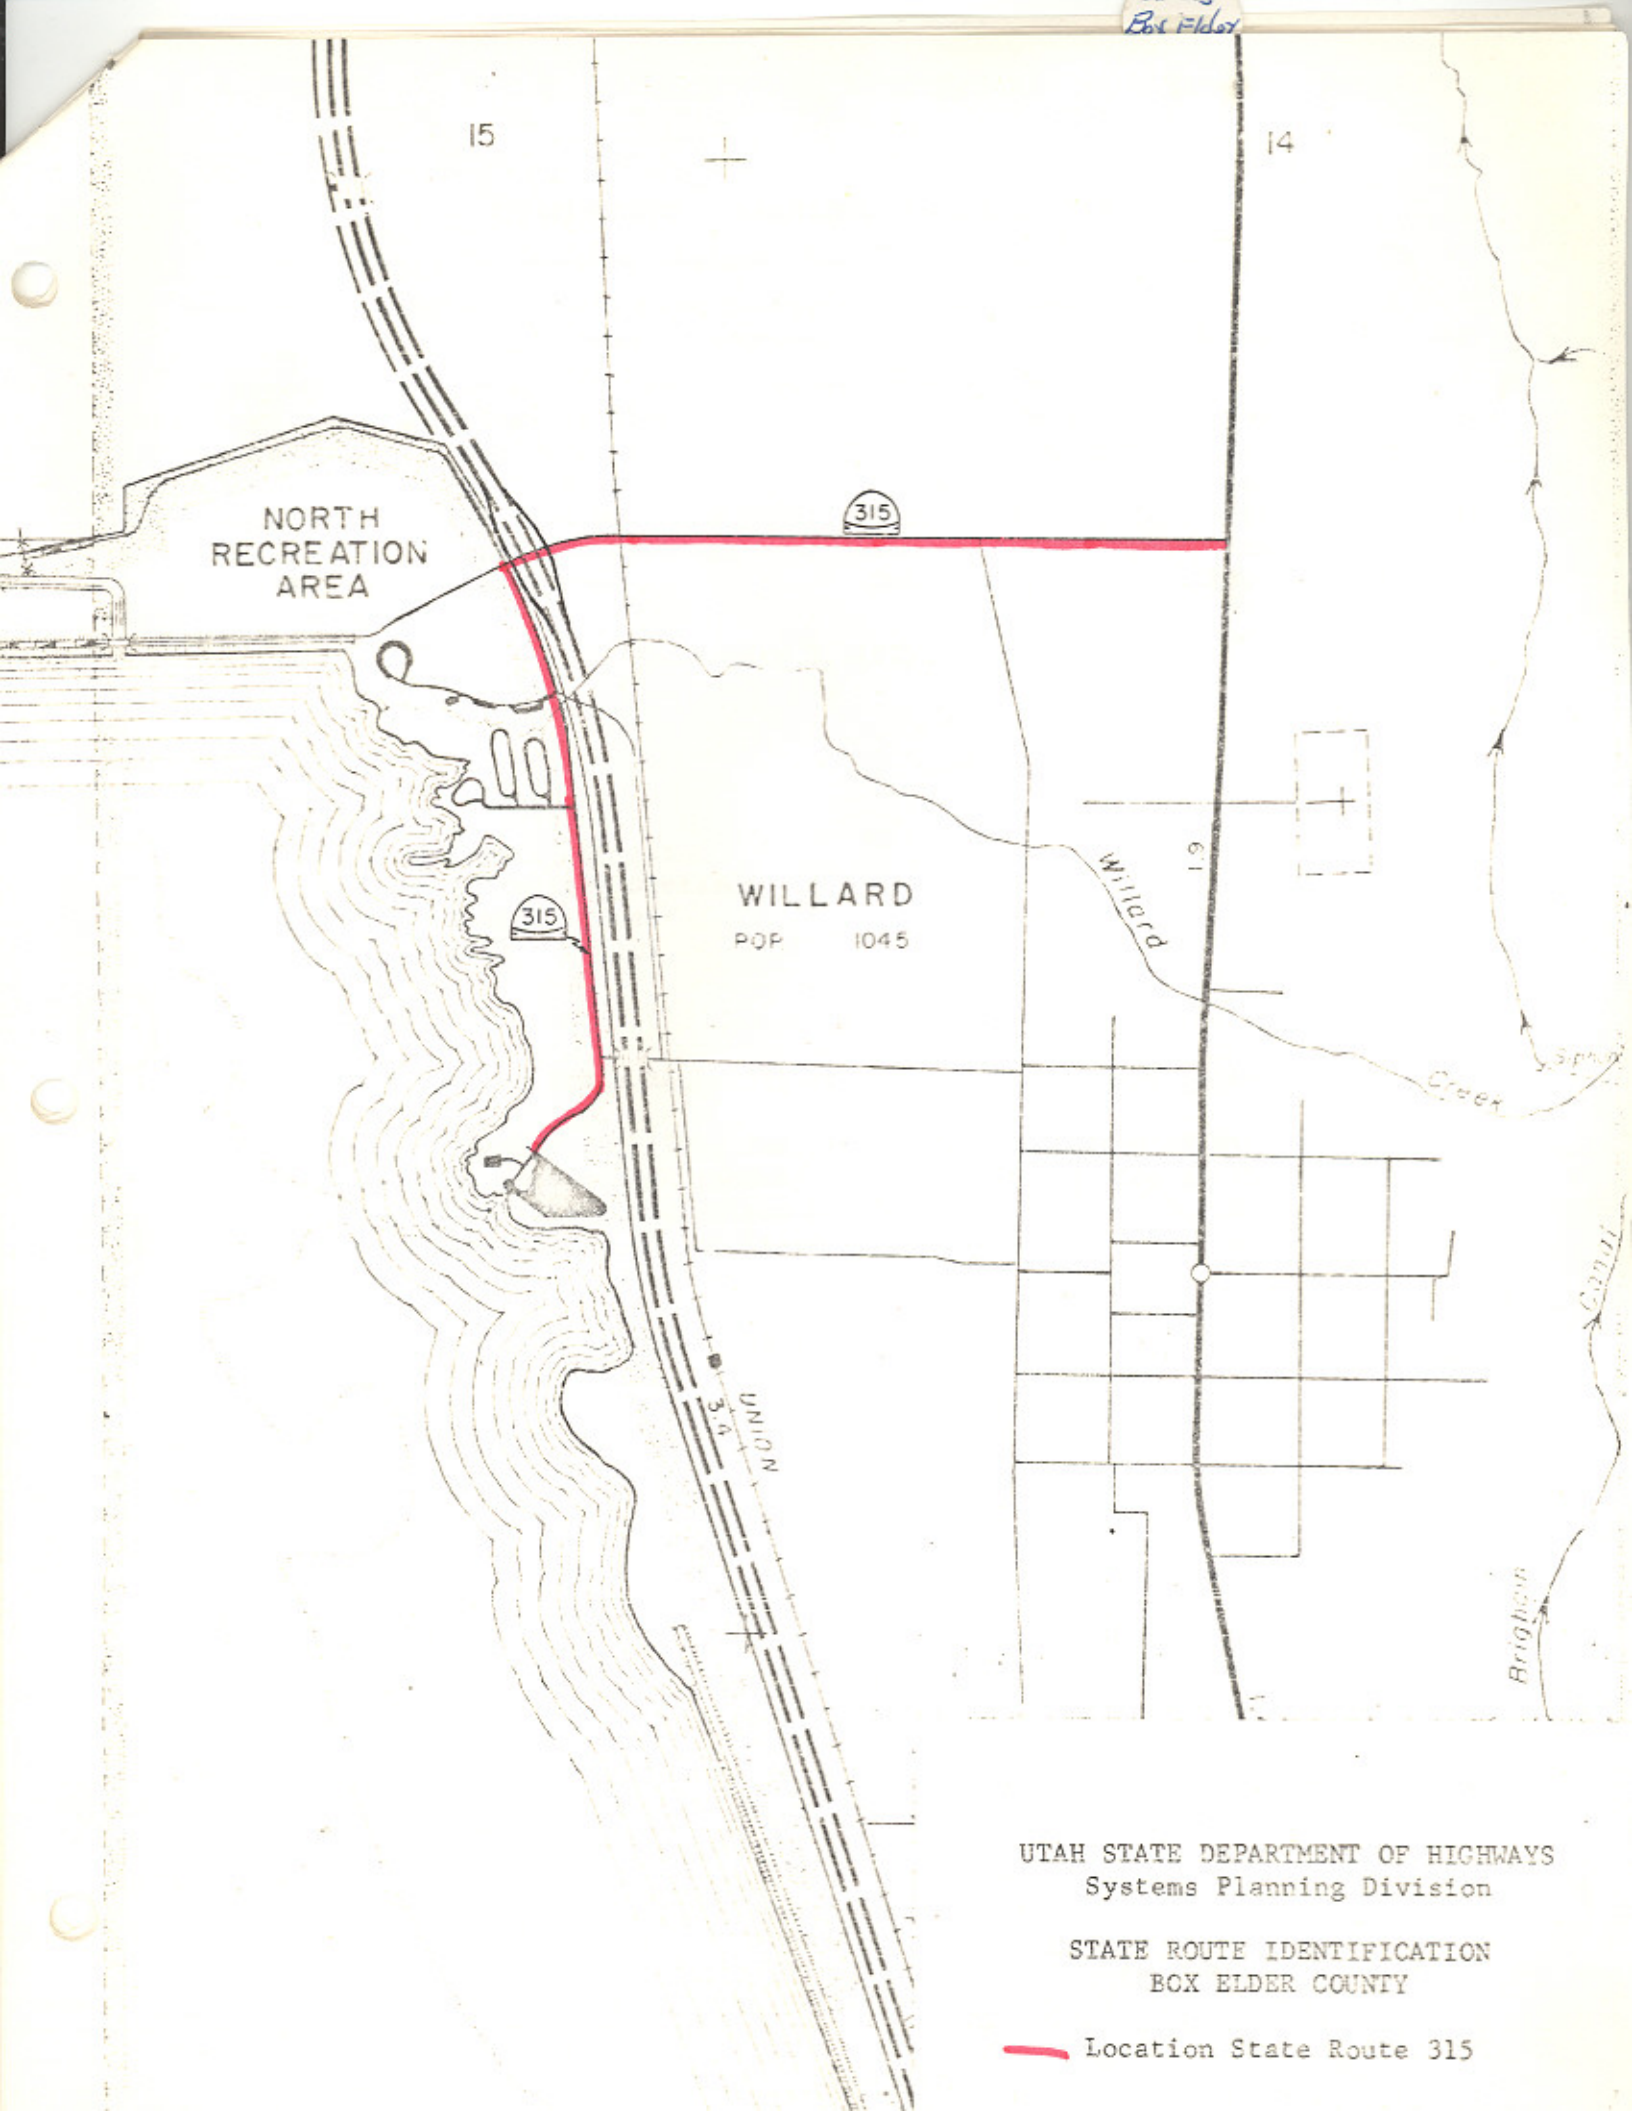 Box Elder
15
14
315
NORTH
RECREATION
AREA
1.9
Willard
WILLARD
POP 1045
315
Siphon
Creek
Canal
3.4
UNION
Brigham
UTAH STATE DEPARTMENT OF HIGHWAYS
Systems Planning Division
STATE ROUTE IDENTIFICATION
BOX ELDER COUNTY
Location State Route 315